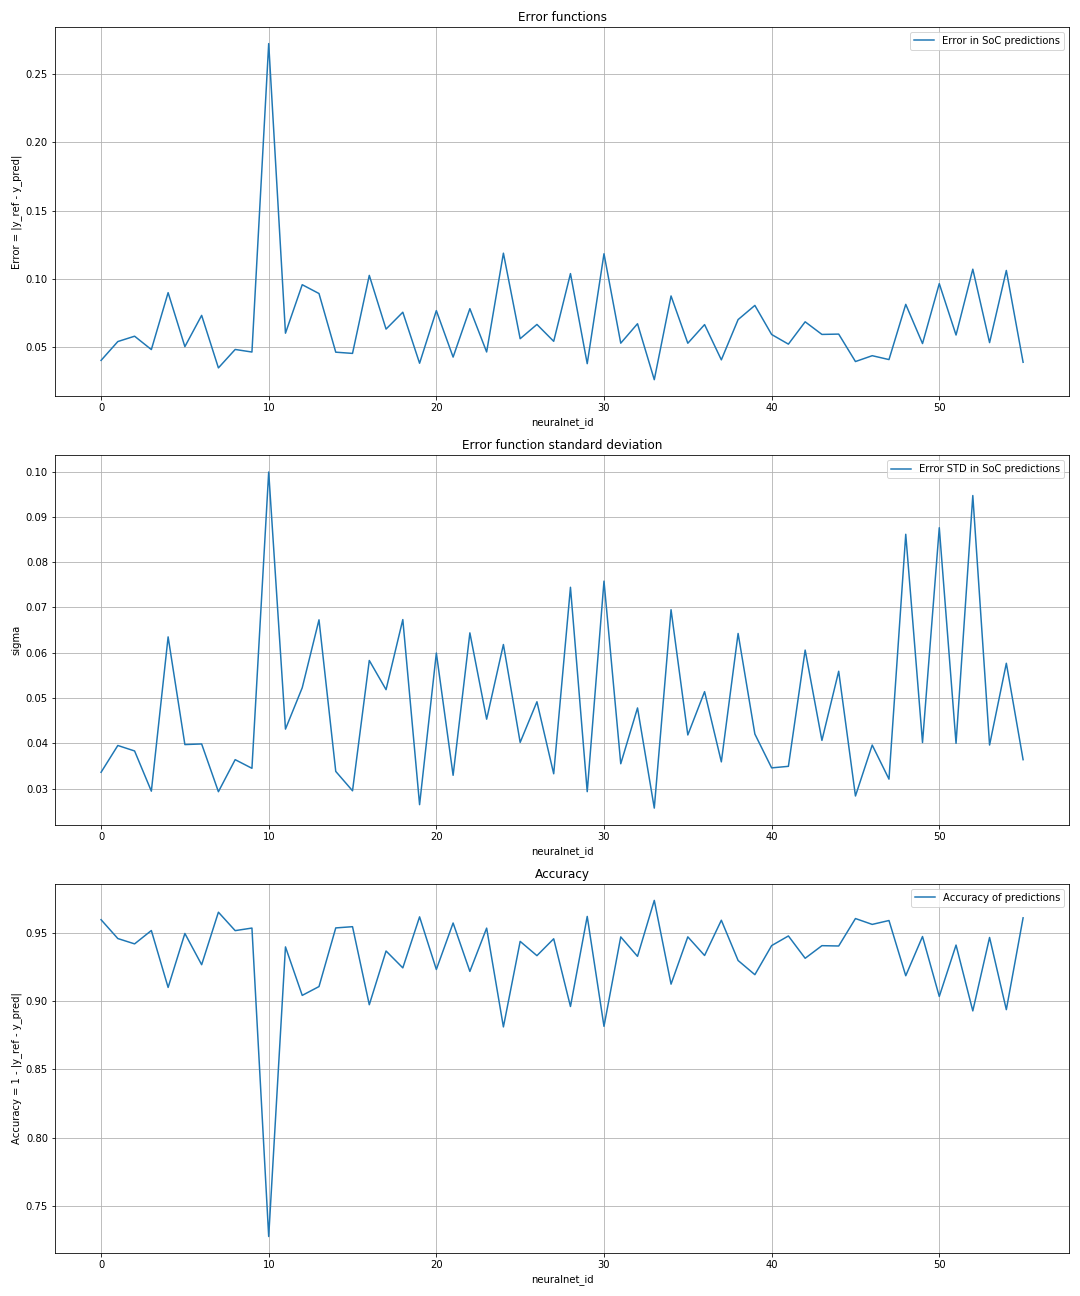 Error functions
Error in SoC predictions
0.25
0.20
0.15
0.10
0.05
Error = |y_ref - y_pred|
0 10 20 30 40 50
neuralnet_id
Error function standard deviation
Error STD in SoC predictions
0.10
0.09
0.08
0.07
0.06
0.05
0.04
0.03
sigma
0 10 20 30 40 50
neuralnet_id
Accuracy
Accuracy of predictions
0.95
0.90
0.85
0.80
0.75
Accuracy = 1 - |y_ref - y_pred|
0 10 20 30 40 50
neuralnet_id